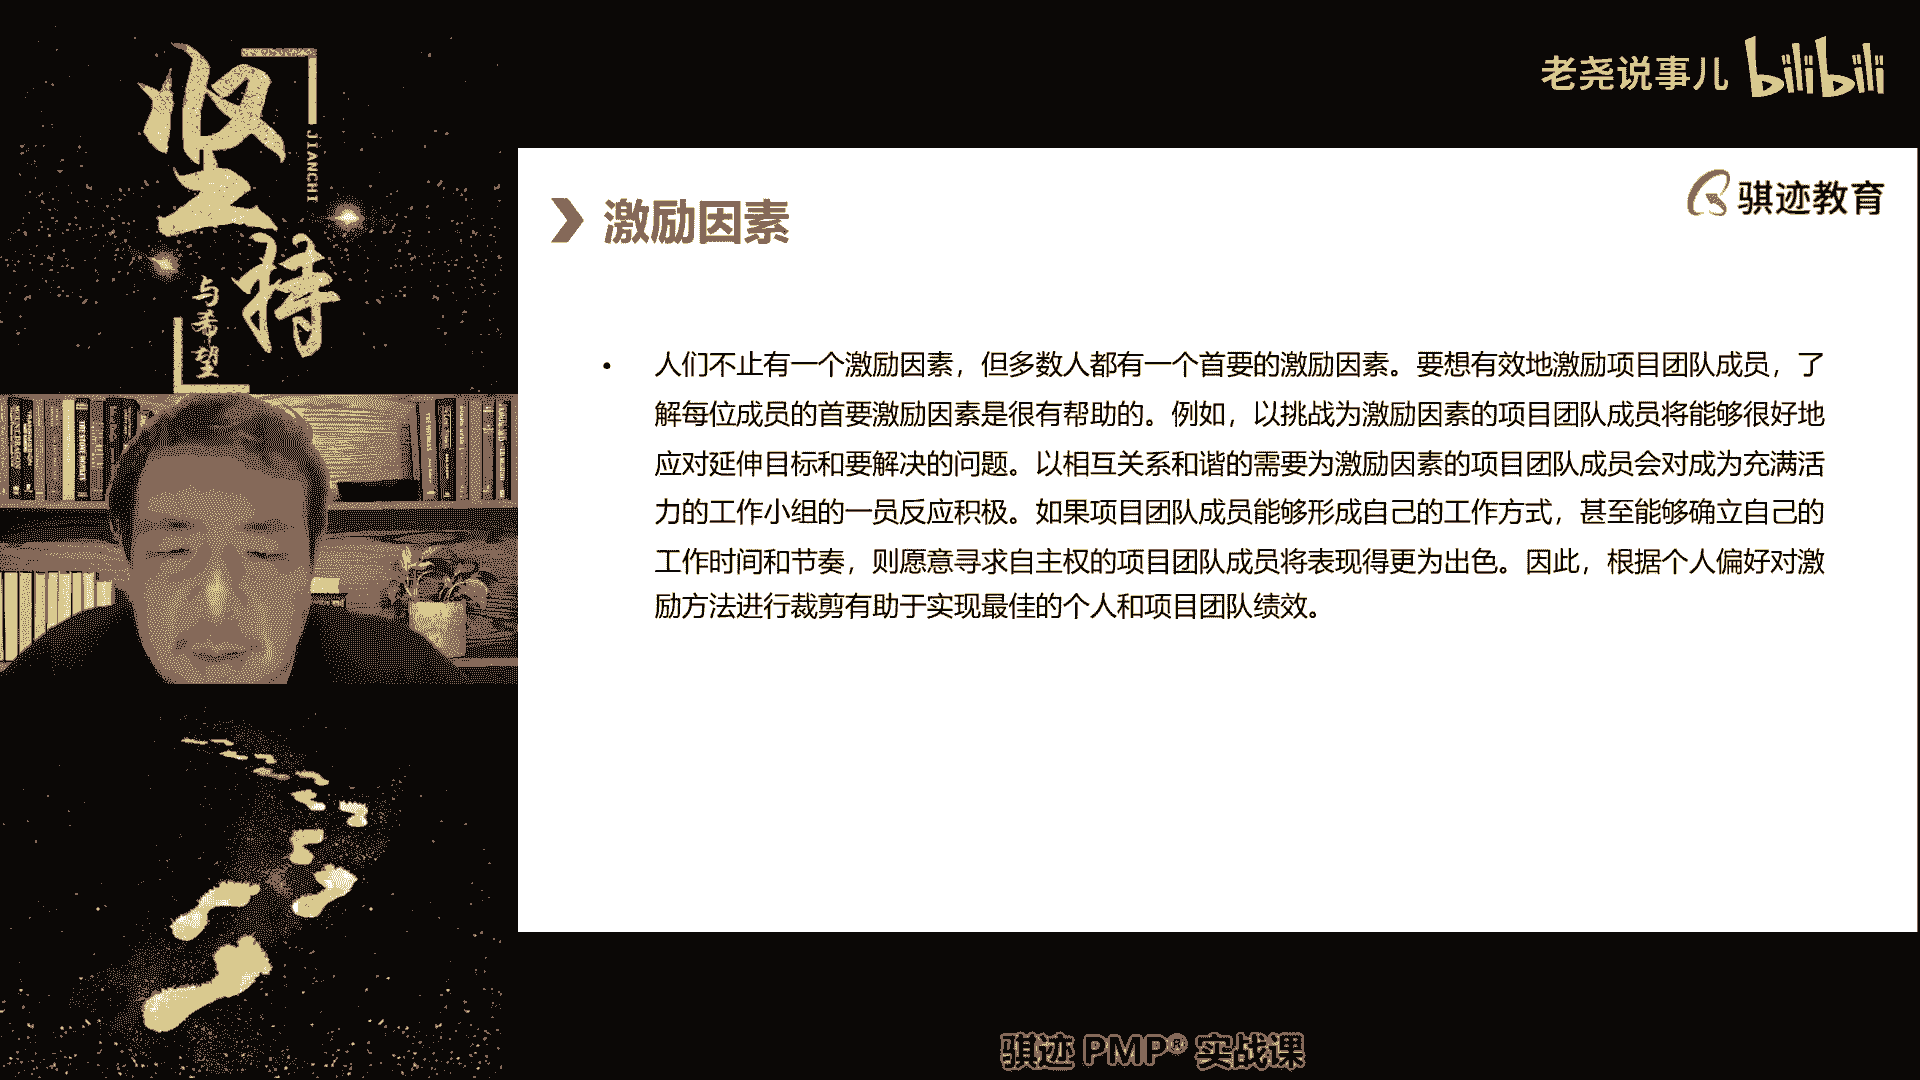 坚持
JIANCHI
与希望
老尧说事儿 bilibili
骐迹教育
激励因素
• 人们不止有一个激励因素，但多数人都有一个首要的激励因素。要想有效地激励项目团队成员，了
解每位成员的首要激励因素是很有帮助的。例如，以挑战为激励因素的项目团队成员将能够很好地
应对延伸目标和要解决的问题。以相互关系和谐的需要为激励因素的项目团队成员会对成为充满活
力的工作小组的一员反应积极。如果项目团队成员能够形成自己的工作方式，甚至能够确立自己的
工作时间和节奏，则愿意寻求自主权的项目团队成员将表现得更为出色。因此，根据个人偏好对激
励方法进行裁剪有助于实现最佳的个人和项目团队绩效。
骐迹 PMP® 实战课